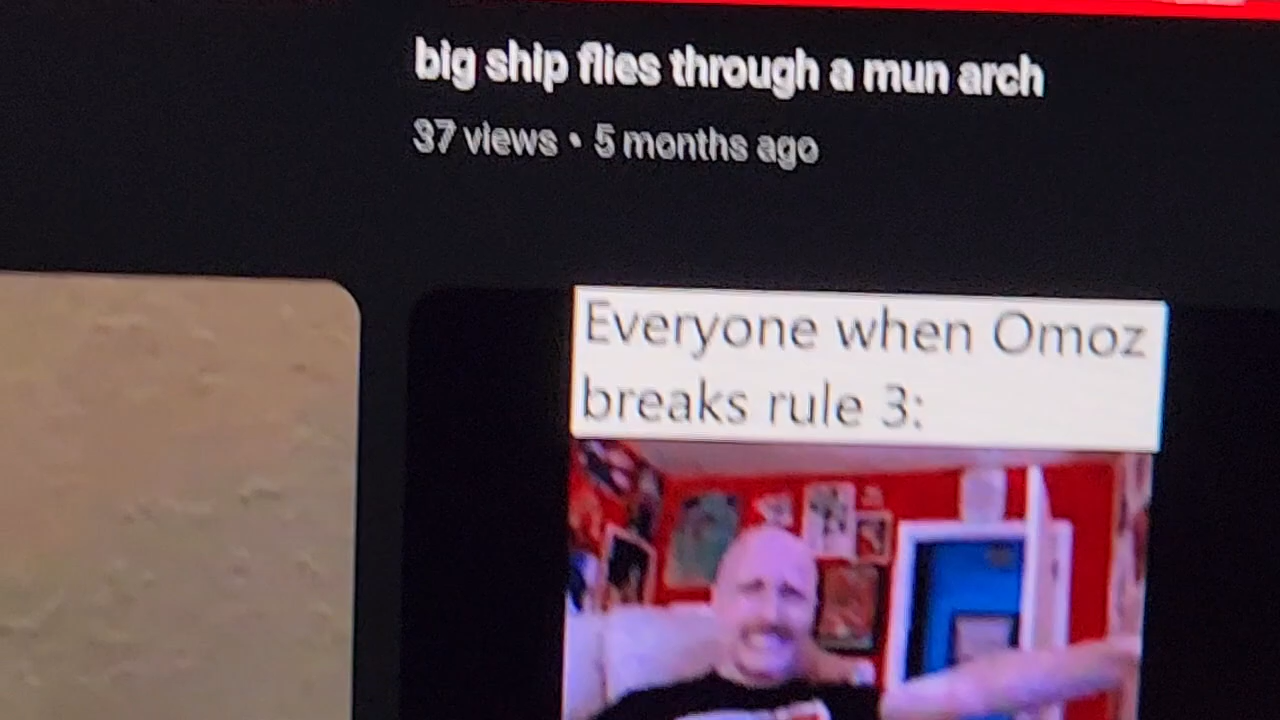 big ship flies through a mun arch
37 views • 5 months ago
Everyone when Omoz
breaks rule 3: